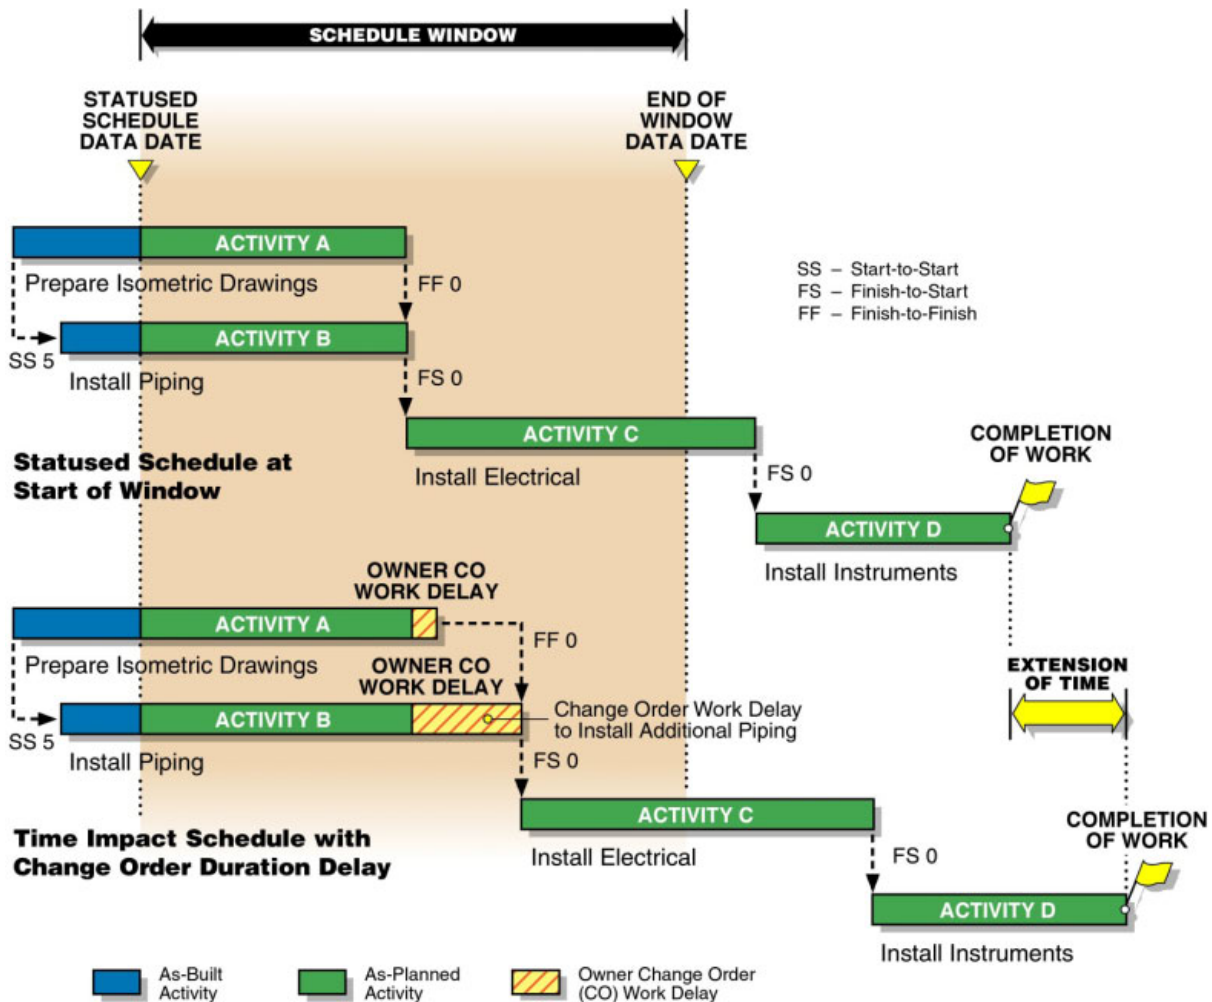 SCHEDULE WINDOW
STATUSED
SCHEDULE
DATA DATE
END OF
WINDOW
DATA DATE
ACTIVITY A
Prepare Isometric Drawings
FF 0
SS – Start-to-Start
FS – Finish-to-Start
FF – Finish-to-Finish
ACTIVITY B
SS 5
Install Piping
FS 0
ACTIVITY C
Install Electrical
Statused Schedule at
Start of Window
FS 0
COMPLETION
OF WORK
ACTIVITY D
Install Instruments
OWNER CO
WORK DELAY
ACTIVITY A
Prepare Isometric Drawings
FF 0
OWNER CO
WORK DELAY
EXTENSION
OF TIME
ACTIVITY B
Change Order Work Delay
to Install Additional Piping
SS 5
Install Piping
FS 0
ACTIVITY C
Install Electrical
Time Impact Schedule with
Change Order Duration Delay
FS 0
COMPLETION
OF WORK
ACTIVITY D
Install Instruments
As-Built
Activity
As-Planned
Activity
Owner Change Order
(CO) Work Delay